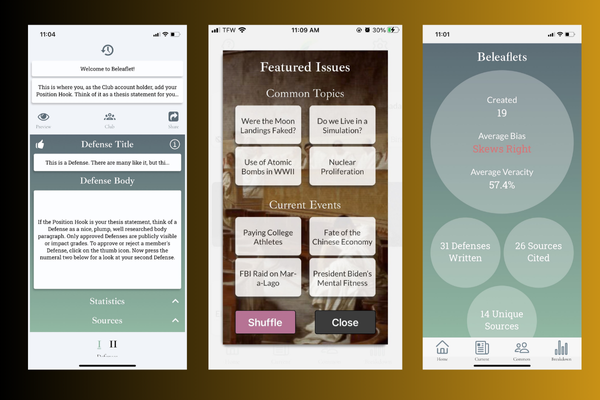 11:04
Welcome to Beleaflet!
This is where you, as the Club account
holder, add your
Position Hook. Think of it as a thesis statement for you...
Preview
Club
Share
Defense Title
This is a Defense. There are many like it, but thi...
Defense Body
If the Position Hook is your thesis statement, think of a
Defense as a nice, plump, well researched body
paragraph. Only approved Defenses are publicly visible
or impact grades. To approve or reject a member's
Defense, click on the thumb icon. Now press the
numeral two below for a look at your second Defense.
Statistics
Sources
I II
TFW
11:09 AM
30%
Featured Issues
Common Topics
Were the Moon
Landings Faked?
Do we Live in a
Simulation?
Use of Atomic
Bombs in WWII
Nuclear
Proliferation
Current Events
Paying College
Athletes
Fate of the
Chinese Economy
FBI Raid on Mar-
a-Lago
President Biden's
Mental Fitness
Shuffle
Close
11:01
Beleaflets
Created
19
Average Bias
Skews Right
Average Veracity
57.4%
31 Defenses
Written
26 Sources
Cited
14 Unique
Sources
Home
Current
Common
Breakdown